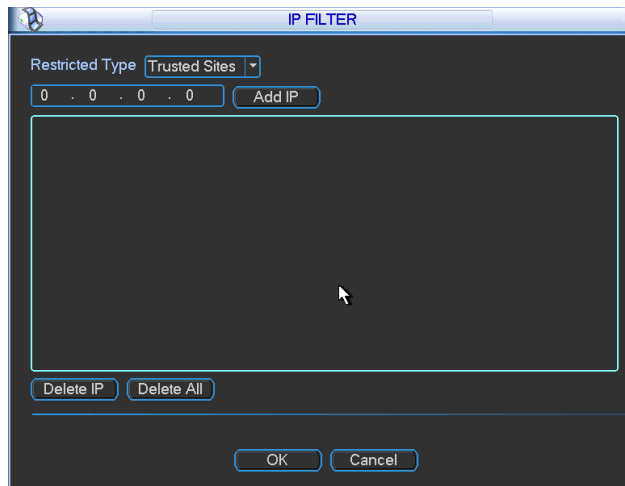 IP FILTER
Restricted Type Trusted Sites
0 . 0 . 0 . 0 Add IP
Delete IP Delete All
OK Cancel